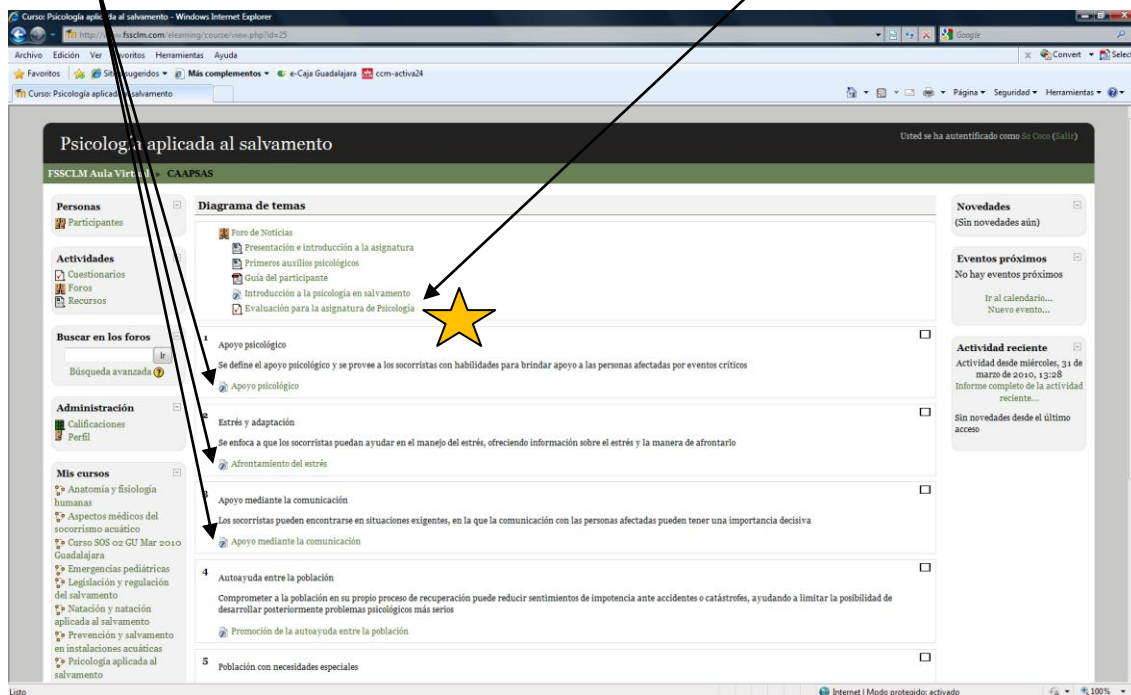 Curso: Psicología aplicada al salvamento - Windows Internet Explorer
http://www.fssclm.com/elearning/course/view.php?id=25
Google
Archivo Edición Ver Favoritos Herramientas Ayuda
Convert Select
Favoritos Sitios sugeridos Más complementos e-Caja Guadalajara ccm-activa24
Curso: Psicología aplicada al salvamento
Página Seguridad Herramientas
Psicología aplicada al salvamento
Usted se ha autentificado como So Coco (Salir)
FSSCLM Aula Virtual ► CAAPSAS
Personas
Participantes
Actividades
Cuestionarios
Foros
Recursos
Buscar en los foros
Ir
Búsqueda avanzada
Administración
Calificaciones
Perfil
Mis cursos
Anatomía y fisiología
humanas
Aspectos médicos del
socorrismo acuático
Curso SOS 02 GU Mar 2010
Guadalajara
Emergencias pediátricas
Legislación y regulación
del salvamento
Natación y natación
aplicada al salvamento
Prevención y salvamento
en instalaciones acuáticas
Psicología aplicada al
salvamento
Diagrama de temas
Foro de Noticias
Presentación e introducción a la asignatura
Primeros auxilios psicológicos
Guía del participante
Introducción a la psicología en salvamento
Evaluación para la asignatura de Psicología
1
Apoyo psicológico
Se define el apoyo psicológico y se provee a los socorristas con habilidades para brindar apoyo a las personas afectadas por eventos críticos
Apoyo psicológico
2
Estrés y adaptación
Se enfoca a que los socorristas puedan ayudar en el manejo del estrés, ofreciendo información sobre el estrés y la manera de afrontarlo
Afrontamiento del estrés
3
Apoyo mediante la comunicación
Los socorristas pueden encontrarse en situaciones exigentes, en la que la comunicación con las personas afectadas pueden tener una importancia decisiva
Apoyo mediante la comunicación
4
Autoayuda entre la población
Comprometer a la población en su propio proceso de recuperación puede reducir sentimientos de impotencia ante accidentes o catástrofes, ayudando a limitar la posibilidad de
desarrollar posteriormente problemas psicológicos más serios
Promoción de la autoayuda entre la población
5
Población con necesidades especiales
Novedades
(Sin novedades aún)
Eventos próximos
No hay eventos próximos
Ir al calendario...
Nuevo evento...
Actividad reciente
Actividad desde miércoles, 31 de
marzo de 2010, 13:28
Informe completo de la actividad
reciente...
Sin novedades desde el último
acceso
Listo
Internet | Modo protegido: activado
100%